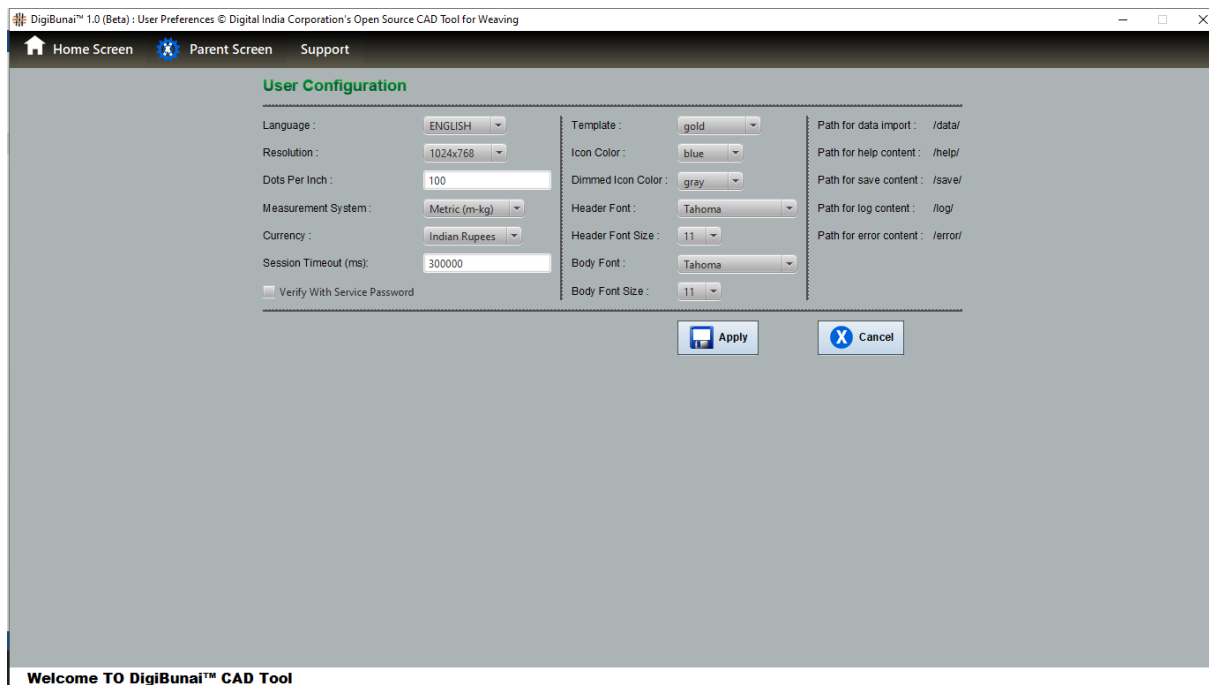 DigiBunai™ 1.0 (Beta) : User Preferences © Digital India Corporation's Open Source CAD Tool for Weaving
Home Screen Parent Screen Support
User Configuration
Language : ENGLISH
Resolution : 1024x768
Dots Per Inch : 100
Measurement System : Metric (m-kg)
Currency : Indian Rupees
Session Timeout (ms): 300000
Verify With Service Password
Template : gold
Icon Color : blue
Dimmed Icon Color : gray
Header Font : Tahoma
Header Font Size : 11
Body Font : Tahoma
Body Font Size : 11
Path for data import : /data/
Path for help content : /help/
Path for save content : /save/
Path for log content : /log/
Path for error content : /error/
Apply
X Cancel
Welcome TO DigiBunai™ CAD Tool